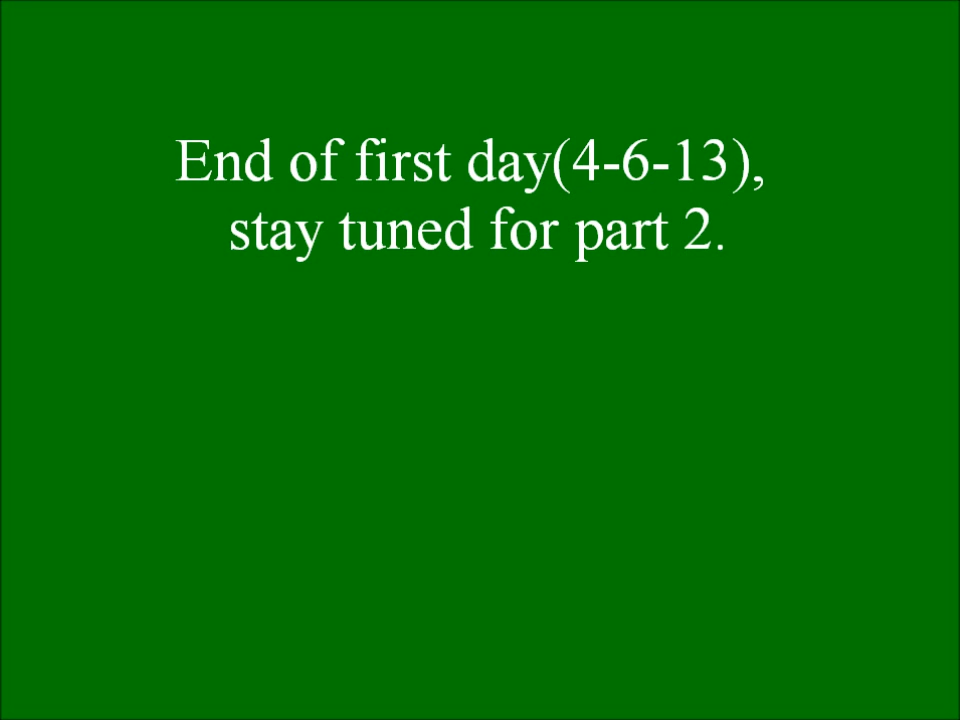 End of first day(4-6-13),
stay tuned for part 2.